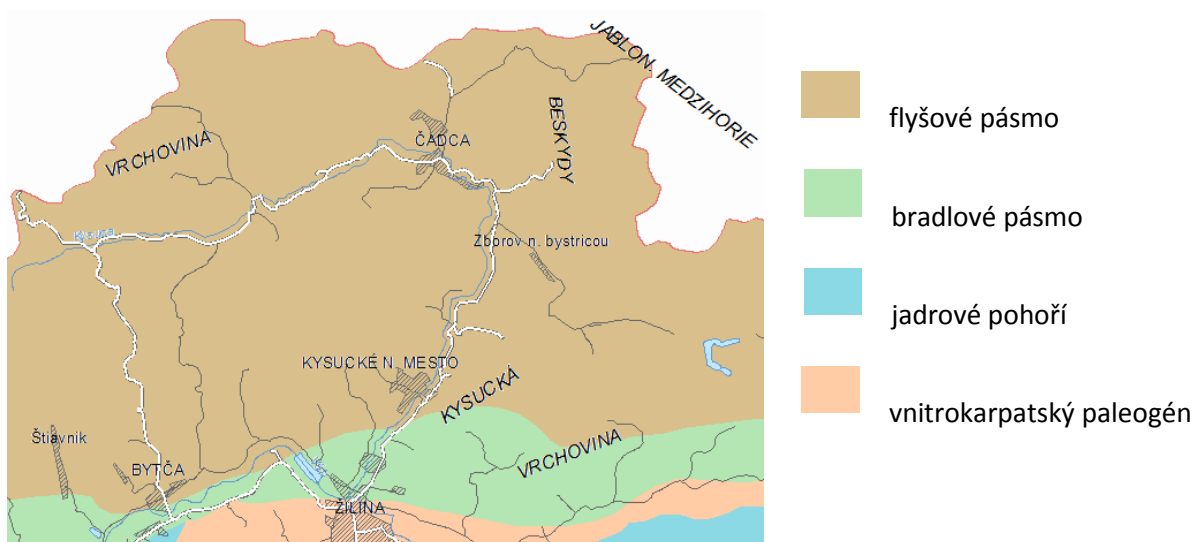 JABLON. MEDZIHORIE
BESKYDY
VRCHOVINA
ČADCA
Kysuca
Zborov n. bystricou
KYSUCKÉ N. MESTO
KYSUCKÁ
VRCHOVINA
Štiavnik
BYTČA
ŽILINA
flyšové pásmo
bradlové pásmo
jadrové pohoří
vnitrokarpatský paleogén